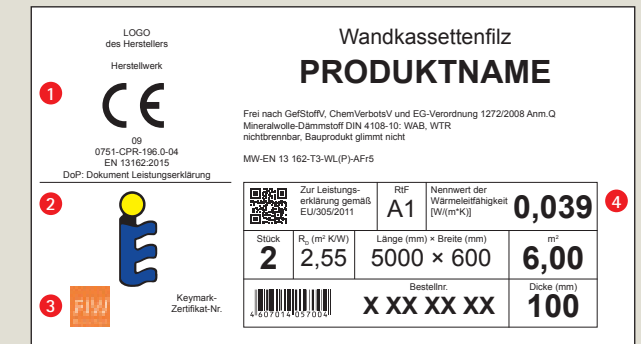 LOGO
des Herstellers
Herstellwerk
1
CE
09
0751-CPR-196.0-04
EN 13162:2015
DoP: Dokument Leistungserklärung
2
3
FIW
Keymark-
Zertifikat-Nr.
Wandkassettenfilz
PRODUKTNAME
Frei nach GefStoffV, ChemVerbotsV und EG-Verordnung 1272/2008 Anm.Q
Mineralwolle-Dämmstoff DIN 4108-10: WAB, WTR
nichtbrennbar, Bauprodukt glimmt nicht
MW-EN 13 162-T3-WL(P)-AFr5
Zur Leistungs-
erklärung gemäß
EU/305/2011
RtF
A1
Nennwert der
Wärmeleitfähigkeit
[W/(m*K)]
0,039
4
Stück
2
R_D (m² K/W)
2,55
Länge (mm) × Breite (mm)
5000 × 600
m²
6,00
4607014 057004
Bestellnr.
X XX XX XX
Dicke (mm)
100